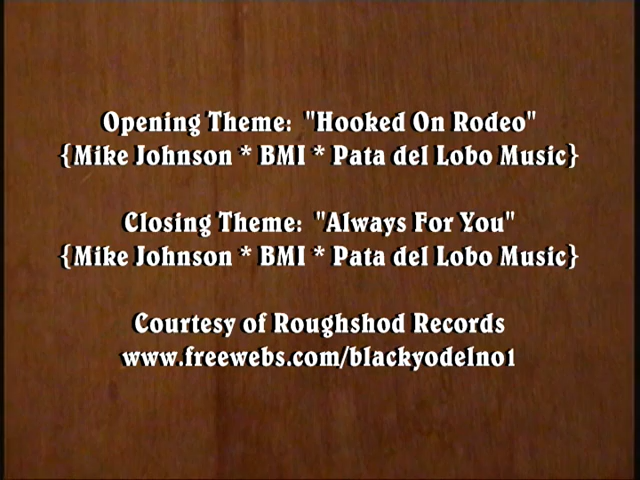 Opening Theme:  "Hooked On Rodeo"
{Mike Johnson * BMI * Pata del Lobo Music}
Closing Theme:  "Always For You"
{Mike Johnson * BMI * Pata del Lobo Music}
Courtesy of Roughshod Records
www.freewebs.com/blackyodelno1